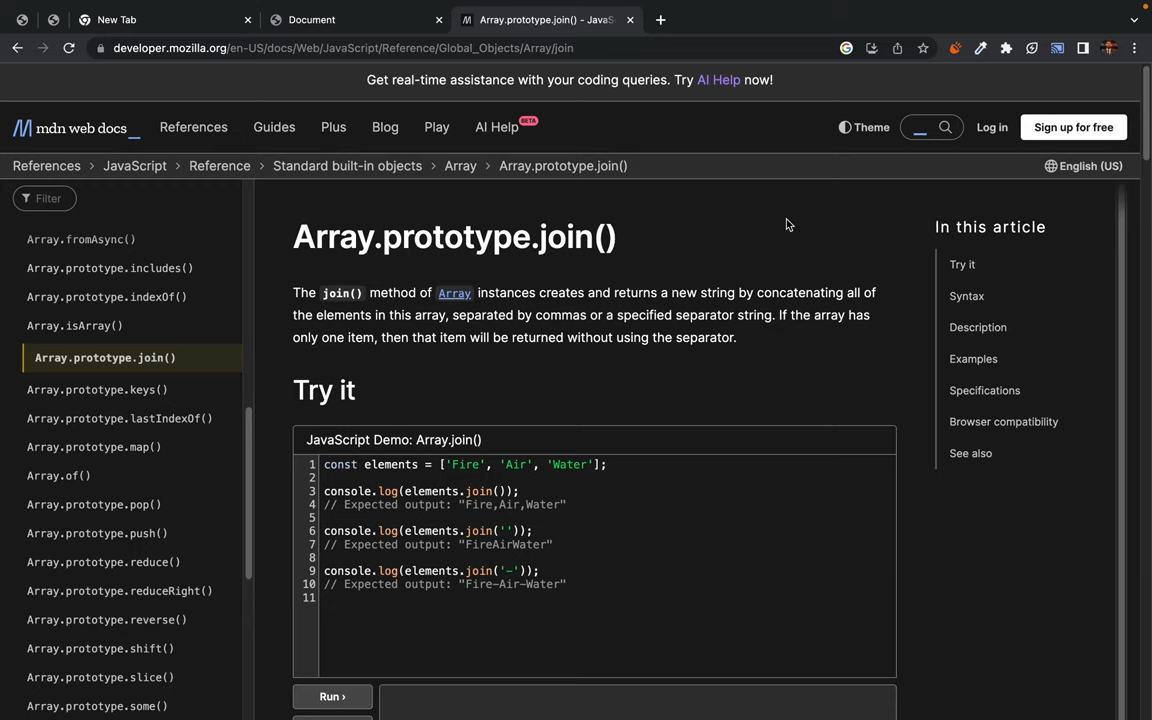 New Tab
Document
Array.prototype.join() - JavaSc
developer.mozilla.org/en-US/docs/Web/JavaScript/Reference/Global_Objects/Array/join
Get real-time assistance with your coding queries. Try AI Help now!
mdn web docs_
References
Guides
Plus
Blog
Play
AI Help
BETA
Theme
Log in
Sign up for free
References
JavaScript
Reference
Standard built-in objects
Array
Array.prototype.join()
English (US)
Filter
Array.fromAsync()
Array.prototype.includes()
Array.prototype.indexOf()
Array.isArray()
Array.prototype.join()
Array.prototype.keys()
Array.prototype.lastIndexOf()
Array.prototype.map()
Array.of()
Array.prototype.pop()
Array.prototype.push()
Array.prototype.reduce()
Array.prototype.reduceRight()
Array.prototype.reverse()
Array.prototype.shift()
Array.prototype.slice()
Array.prototype.some()
Array.prototype.join()
The join() method of Array instances creates and returns a new string by concatenating all of
the elements in this array, separated by commas or a specified separator string. If the array has
only one item, then that item will be returned without using the separator.
Try it
JavaScript Demo: Array.join()
1 const elements = ['Fire', 'Air', 'Water'];
2
3 console.log(elements.join());
4 // Expected output: "Fire,Air,Water"
5
6 console.log(elements.join(''));
7 // Expected output: "FireAirWater"
8
9 console.log(elements.join('-'));
10 // Expected output: "Fire-Air-Water"
11
Run ›
In this article
Try it
Syntax
Description
Examples
Specifications
Browser compatibility
See also